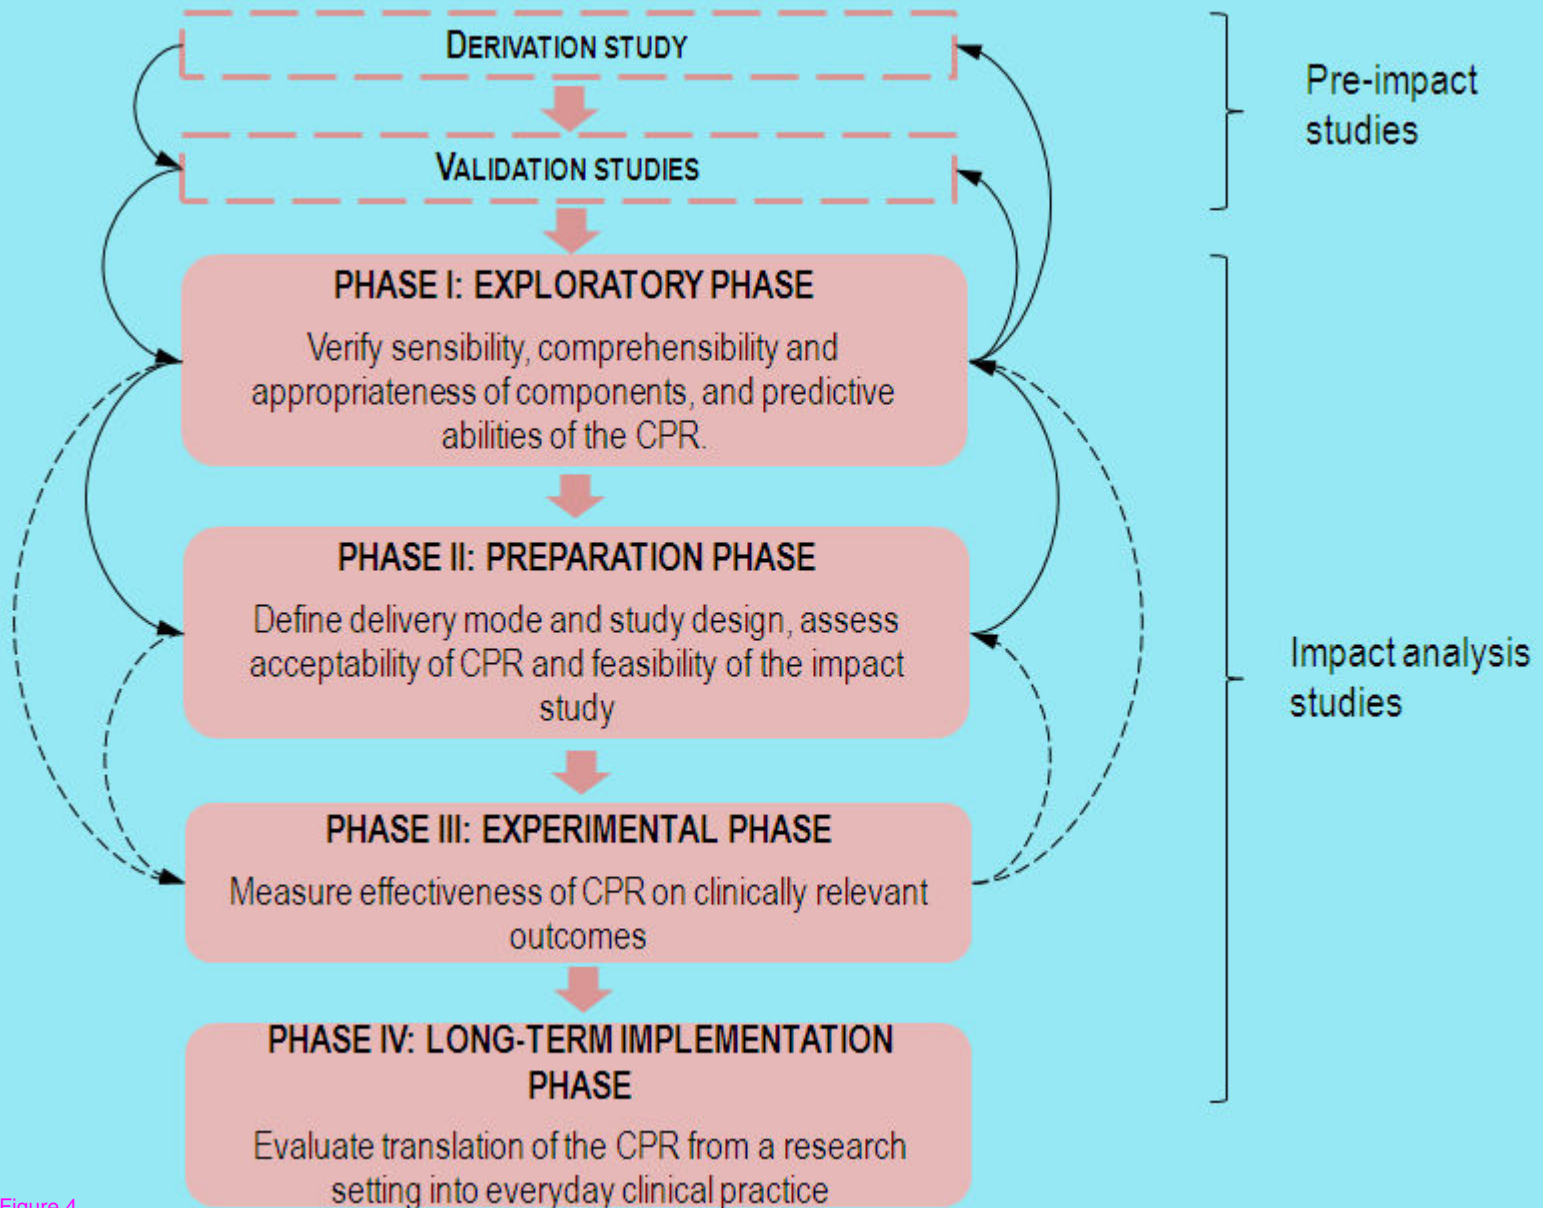 DERIVATION STUDY
VALIDATION STUDIES
Pre-impact
studies
PHASE I: EXPLORATORY PHASE
Verify sensibility, comprehensibility and
appropriateness of components, and predictive
abilities of the CPR.
PHASE II: PREPARATION PHASE
Define delivery mode and study design, assess
acceptability of CPR and feasibility of the impact
study
PHASE III: EXPERIMENTAL PHASE
Measure effectiveness of CPR on clinically relevant
outcomes
PHASE IV: LONG-TERM IMPLEMENTATION
PHASE
Evaluate translation of the CPR from a research
setting into everyday clinical practice
Impact analysis
studies
Figure 4